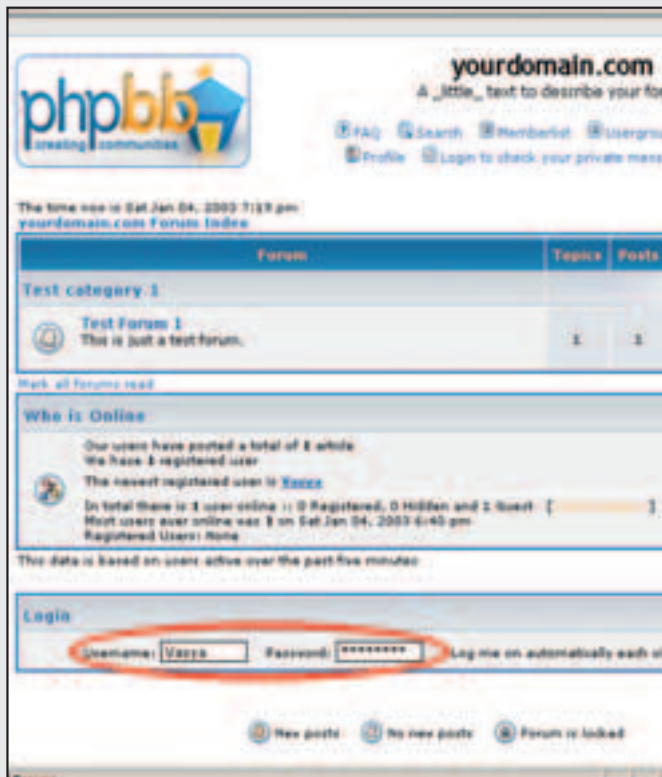 phpbb
creating communities
yourdomain.com
A _little_ text to describe your for
FAQ Search Memberlist Usergrou
Profile Login to check your private mess
The time now is Sat Jan 04, 2003 7:19 pm
yourdomain.com Forum Index
Forum Topics Posts
Test category 1
Test Forum 1
This is just a test forum.
1 1
Mark all forums read
Who is Online
Our users have posted a total of 1 article
We have 1 registered user
The newest registered user is
In total there is 1 user online :: 0 Registered, 0 Hidden and 1 Guest [ ]
Most users ever online was on Sat Jan 04, 2003 6:40 pm
Registered Users: None
This data is based on users active over the past five minutes
Login
Username: Password: ******** Log me on automatically each vi
New posts No new posts Forum is locked